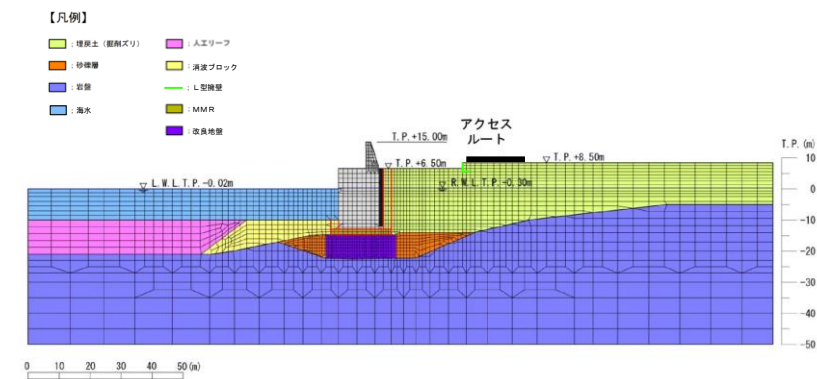 【凡例】
：埋戻土（掘削ズリ）
：人工リーフ
：砂礫層
：消波ブロック
：岩盤
：L型擁壁
：海水
：MMR
：改良地盤
アクセス
ルート
T.P.+15.00m
T.P.+6.50m
T.P.+8.50m
T.P.(m)
L.W.L.T.P.-0.02m
R.W.L.T.P.-0.30m
10
0
-10
-20
-30
-40
-50
0 10 20 30 40 50(m)